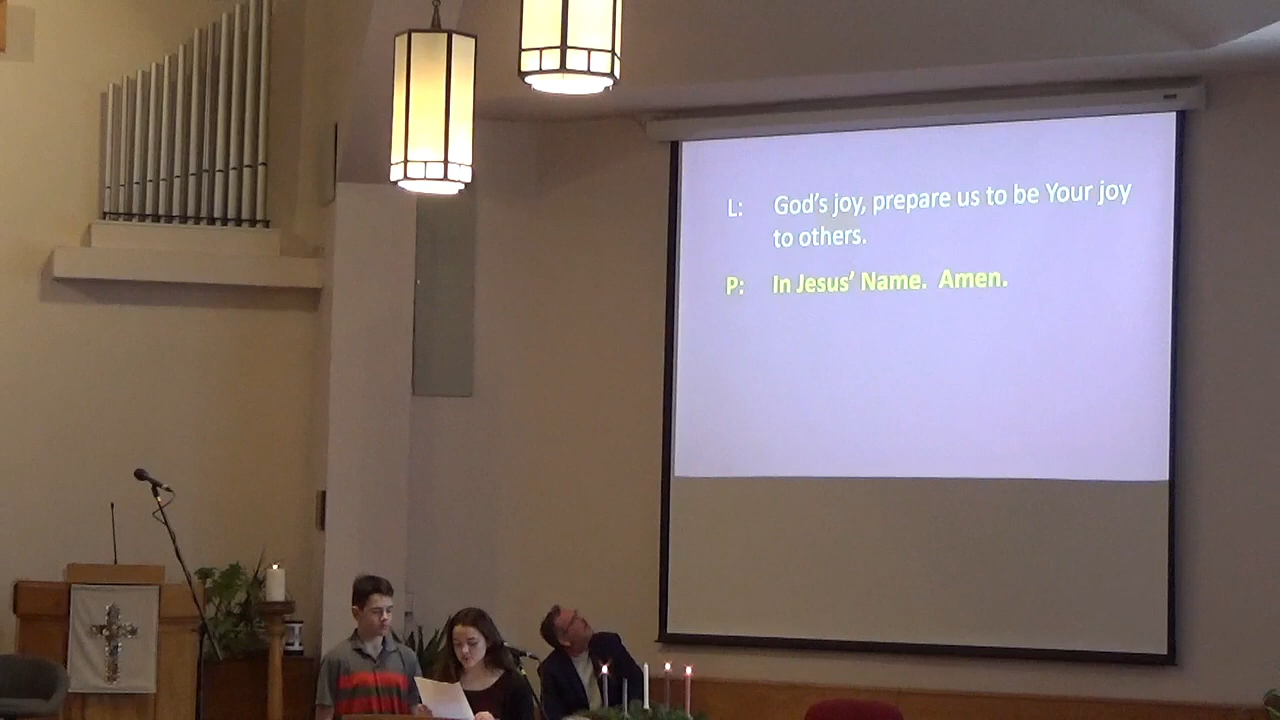 L: God's joy, prepare us to be Your joy
to others.
P: In Jesus' Name. Amen.